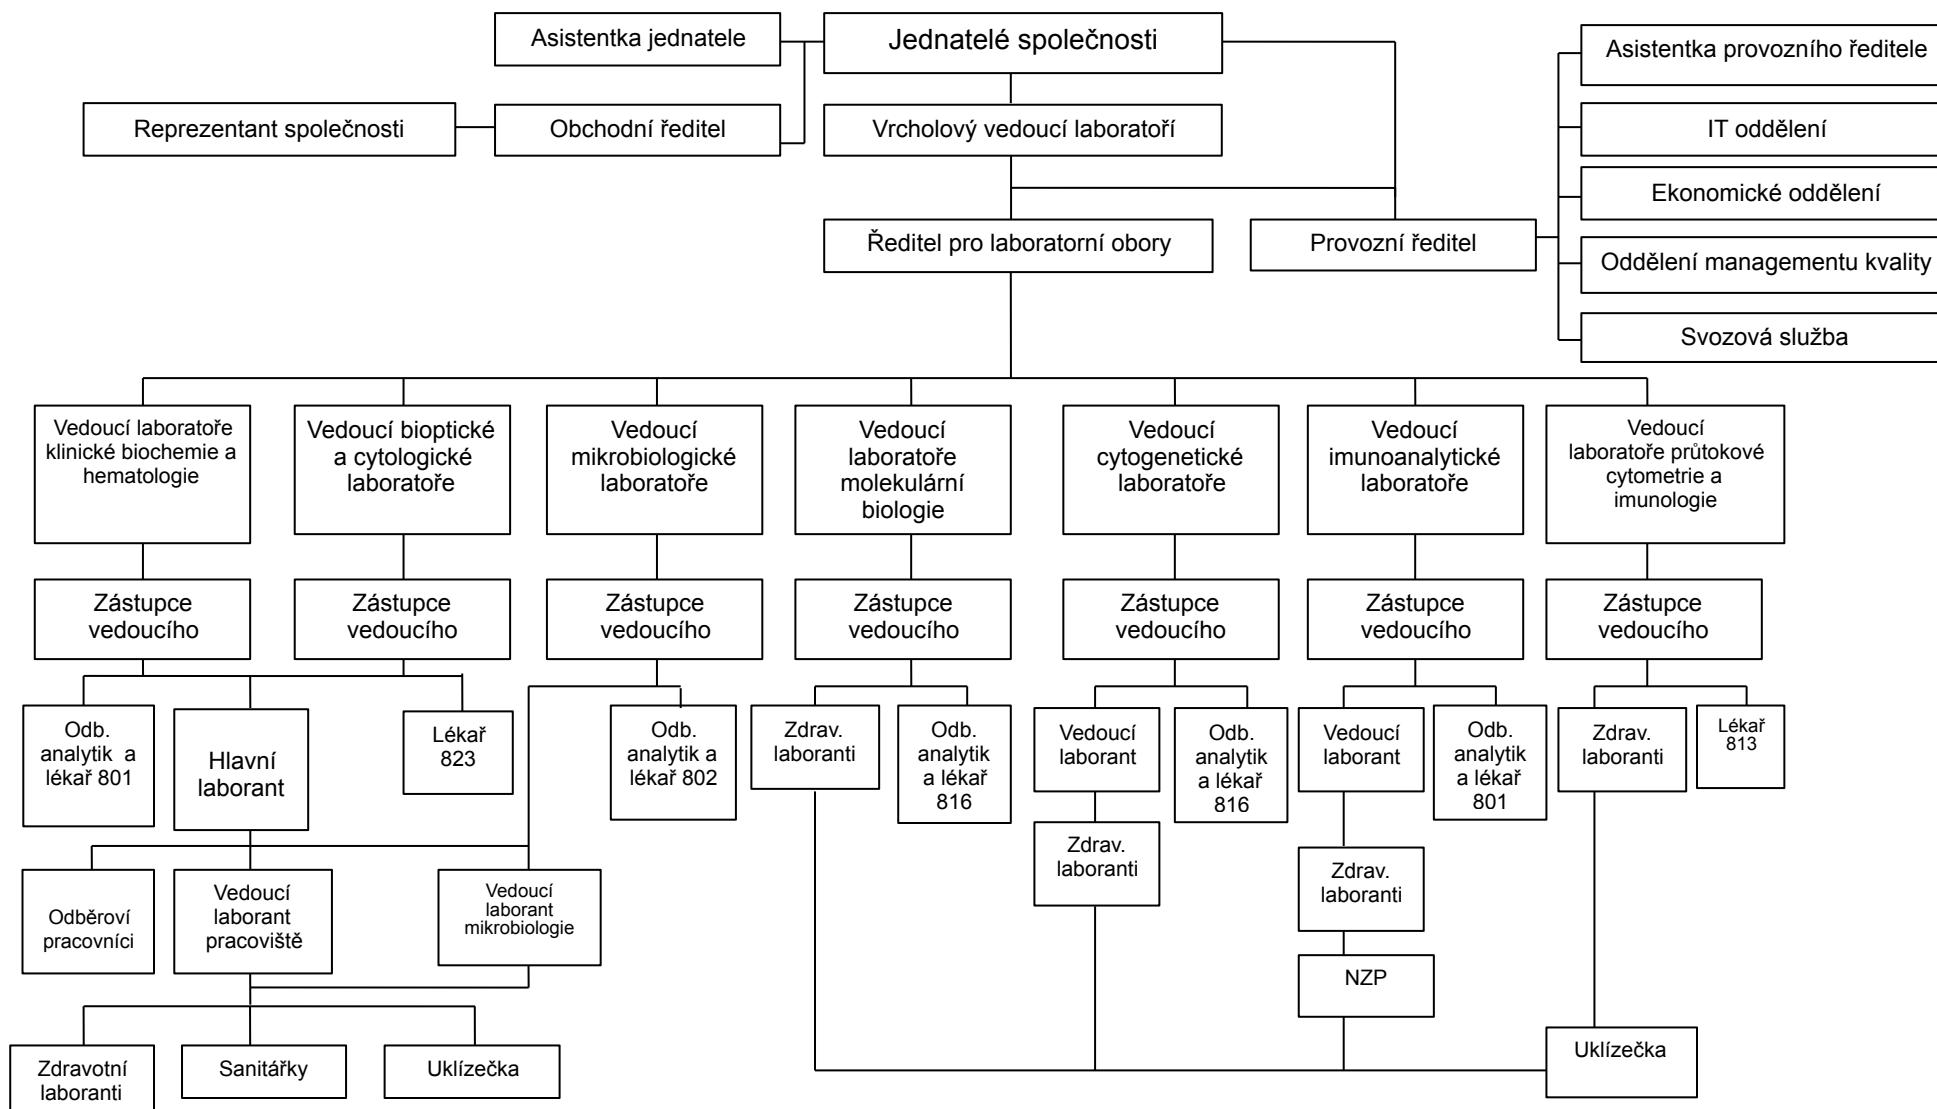 Asistentka jednatele
Jednatelé společnosti
Asistentka provozního ředitele
Reprezentant společnosti
Obchodní ředitel
Vrcholový vedoucí laboratoří
IT oddělení
Ekonomické oddělení
Ředitel pro laboratorní obory
Provozní ředitel
Oddělení managementu kvality
Svozová služba
Vedoucí laboratoře
klinické biochemie a
hematologie
Vedoucí bioptické
a cytologické
laboratoře
Vedoucí
mikrobiologické
laboratoře
Vedoucí
laboratoře
molekulární
biologie
Vedoucí
cytogenetické
laboratoře
Vedoucí
imunoanalytické
laboratoře
Vedoucí
laboratoře průtokové
cytometrie a
imunologie
Zástupce
vedoucího
Zástupce
vedoucího
Zástupce
vedoucího
Zástupce
vedoucího
Zástupce
vedoucího
Zástupce
vedoucího
Zástupce
vedoucího
Odb.
analytik a
lékař 801
Hlavní
laborant
Lékař
823
Odb.
analytik a
lékař 802
Zdrav.
laboranti
Odb.
analytik
a lékař
816
Vedoucí
laborant
Odb.
analytik
a lékař
816
Vedoucí
laborant
Odb.
analytik
a lékař
801
Zdrav.
laboranti
Lékař
813
Zdrav.
laboranti
Zdrav.
laboranti
Odběroví
pracovníci
Vedoucí
laborant
pracoviště
Vedoucí
laborant
mikrobiologie
NZP
Zdravotní
laboranti
Sanitářky
Uklízečka
Uklízečka